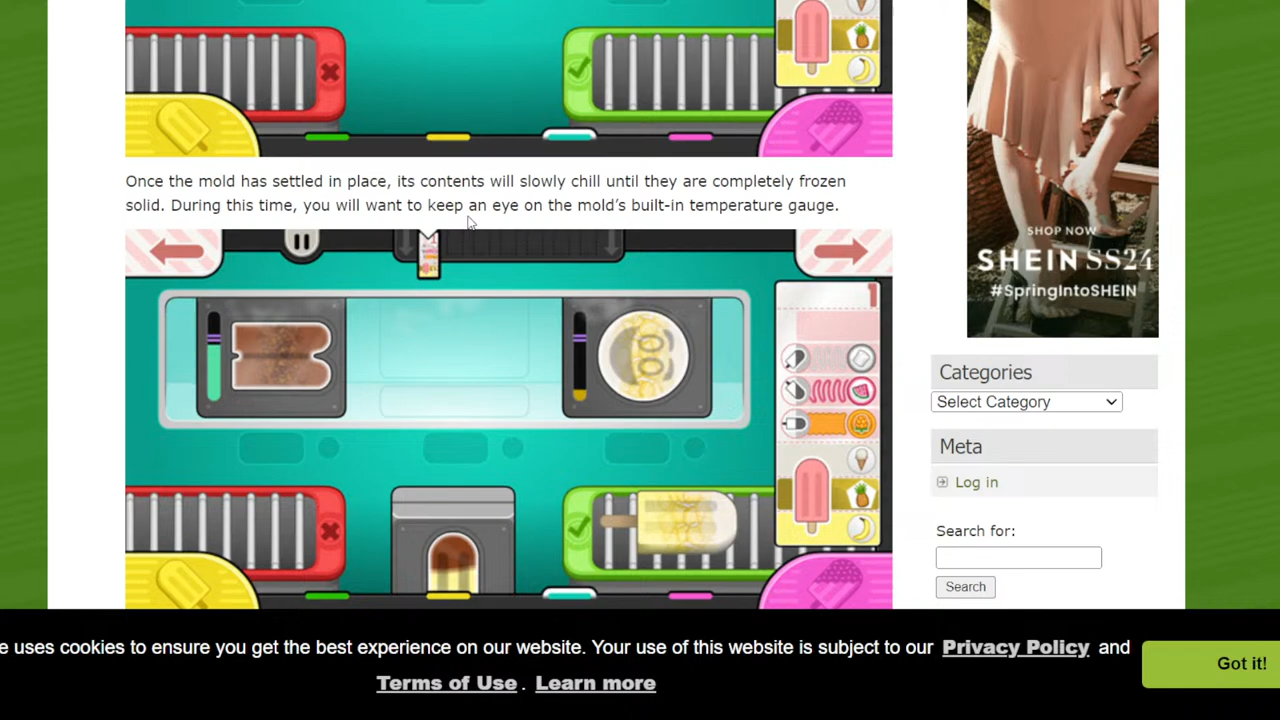 Once the mold has settled in place, its contents will slowly chill until they are completely frozen
solid. During this time, you will want to keep an eye on the mold’s built-in temperature gauge.
1
SHOP NOW
SHEIN SS24
#SpringIntoSHEIN
Categories
Select Category
Meta
Log in
Search for:
Search
e uses cookies to ensure you get the best experience on our website. Your use of this website is subject to our Privacy Policy and
Terms of Use. Learn more
Got it!